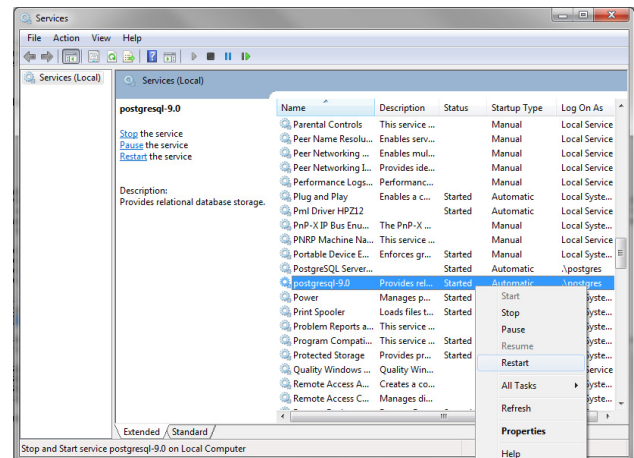 Services
File Action View Help
Services (Local)
Services (Local)
postgresql-9.0
Stop the service
Pause the service
Restart the service
Description:
Provides relational database storage.
Name Description Status Startup Type Log On As
Parental Controls This service ... Manual Local Service
Peer Name Resolu... Enables serv... Manual Local Service
Peer Networking ... Enables mul... Manual Local Service
Peer Networking I... Provides ide... Manual Local Service
Performance Logs... Performanc... Manual Local Service
Plug and Play Enables a c... Started Automatic Local Syste...
Pml Driver HPZ12 Started Automatic Local Service
PnP-X IP Bus Enu... The PnP-X ... Manual Local Syste...
PNRP Machine Na... This service ... Manual Local Service
Portable Device E... Enforces gr... Started Manual Local Syste...
PostgreSQL Server... Started Automatic .\postgres
postgresql-9.0 Provides rel... Started Automatic .\postgres
Power Manages p... Started yste...
Print Spooler Loads files t... Started yste...
Problem Reports a... This service ... yste...
Program Compati... This service ... Started yste...
Protected Storage Provides pr... Started yste...
Quality Windows ... Quality Win... ervice
Remote Access A... Creates a co... yste...
Remote Access C... Manages di... yste...
Start
Stop
Pause
Resume
Restart
All Tasks
Refresh
Properties
Help
Extended Standard
Stop and Start service postgresql-9.0 on Local Computer